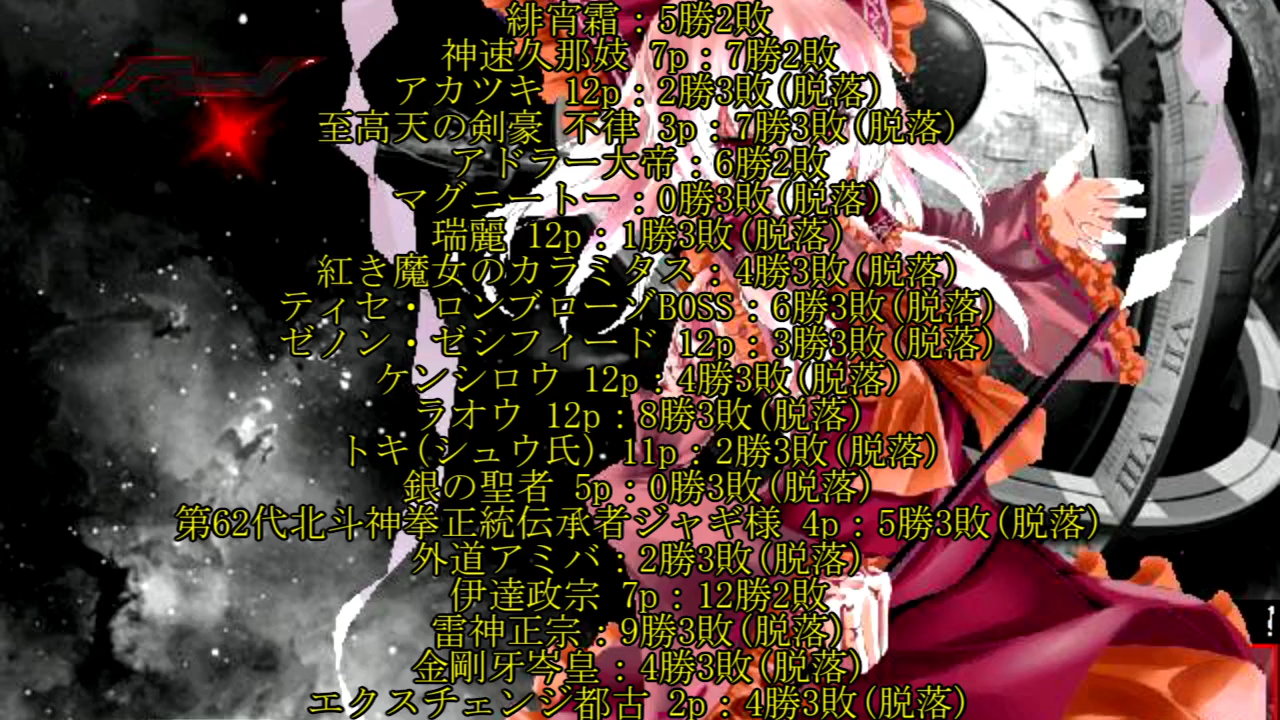 緋宵霜：5勝2敗
神速久那妓 7p：7勝2敗
アカツキ 12p：2勝3敗(脱落)
至高天の剣豪 不律 3p：7勝3敗(脱落)
アドラー大帝：6勝2敗
マグニートー：0勝3敗(脱落)
瑞麗 12p：1勝3敗(脱落)
紅き魔女のカラミタス：4勝3敗(脱落)
ティセ・ロンブローゾBOSS：6勝3敗(脱落)
ゼノン・ゼシフィード 12p：3勝3敗(脱落)
ケンシロウ 12p：4勝3敗(脱落)
ラオウ 12p：8勝3敗(脱落)
トキ(シュウ氏) 11p：2勝3敗(脱落)
銀の聖者 5p：0勝3敗(脱落)
第62代北斗神拳正統伝承者ジャギ様 4p：5勝3敗(脱落)
外道アミバ：2勝3敗(脱落)
伊達政宗 7p：12勝2敗
雷神正宗：9勝3敗(脱落)
金剛牙岑皇：4勝3敗(脱落)
エクスチェンジ都古 2p：4勝3敗(脱落)